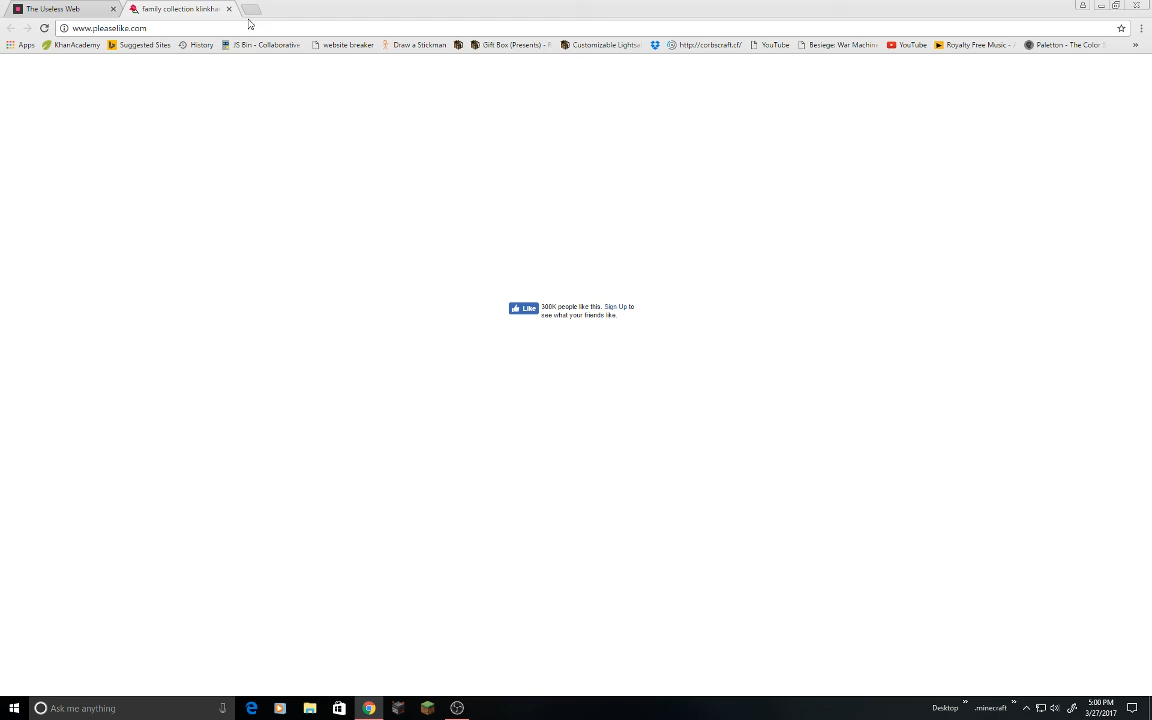 The Useless Web
family collection klinkha
www.pleaselike.com
Apps KhanAcademy Suggested Sites History JS Bin - Collaborative website breaker Draw a Stickman Gift Box (Presents) - F Customizable Lightsa http://corbscraft.cf/ YouTube Besiege: War Machine YouTube Royalty Free Music - Paletton - The Color S »
Like 300K people like this. Sign Up to
see what your friends like.
Ask me anything
Desktop » .minecraft » 5:00 PM
3/27/2017